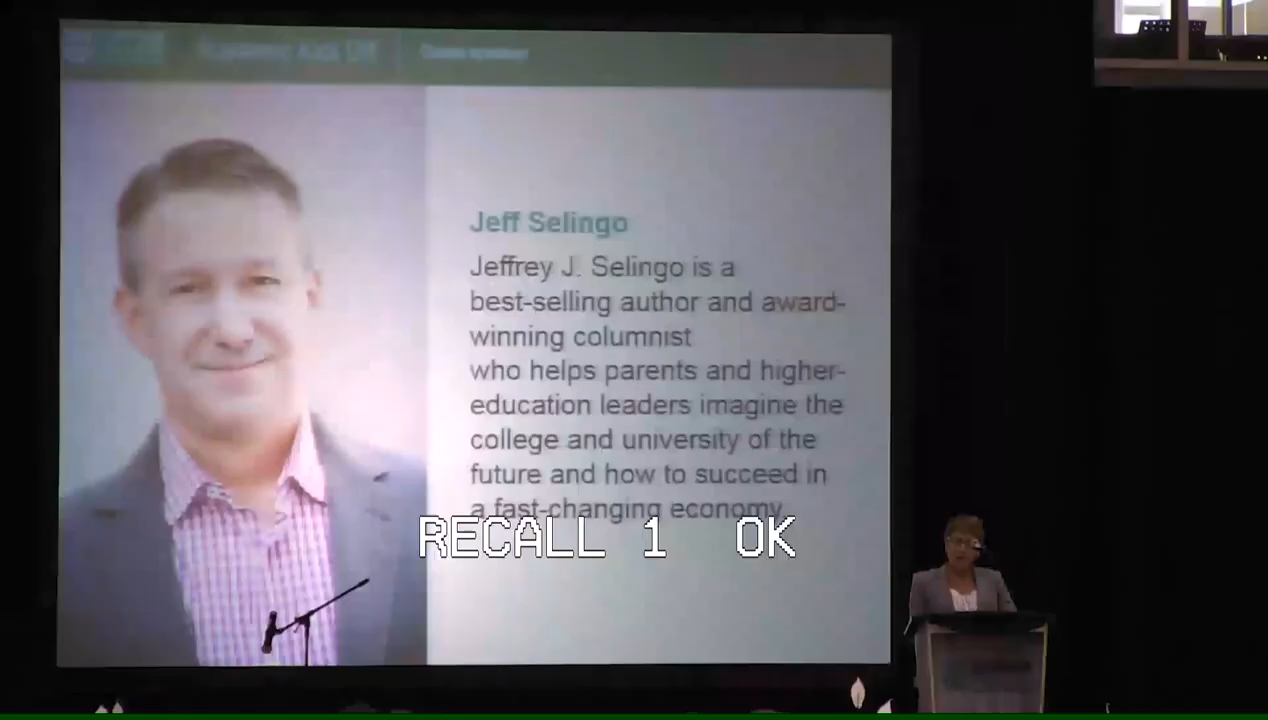 Jeff Selingo
Jeffrey J. Selingo is a
best-selling author and award-
winning columnist
who helps parents and higher-
education leaders imagine the
college and university of the
future and how to succeed in
a fast-changing economy.
RECALL 1 OK